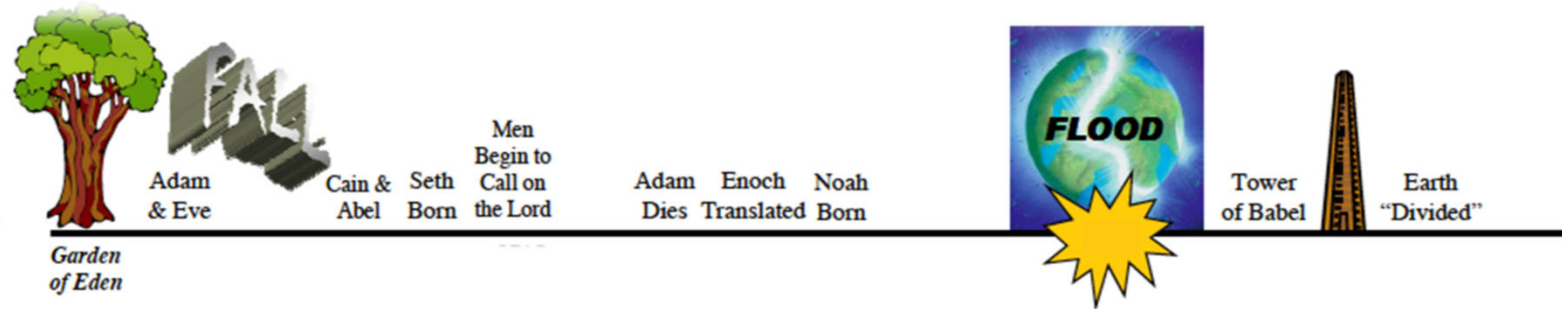 FALL
Adam
& Eve
Cain &
Abel
Seth
Born
Men
Begin to
Call on
the Lord
Adam
Dies
Enoch
Translated
Noah
Born
FLOOD
Tower
of Babel
Earth
“Divided”
Garden
of Eden